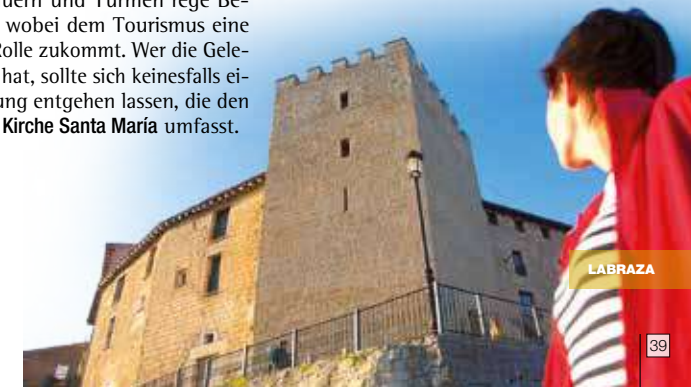 uern und Türmen rege Be-
wobei dem Tourismus eine
Rolle zukommt. Wer die Gele-
hat, sollte sich keinesfalls ei-
ung entgehen lassen, die den
Kirche Santa María umfasst.
LABRAZA
39